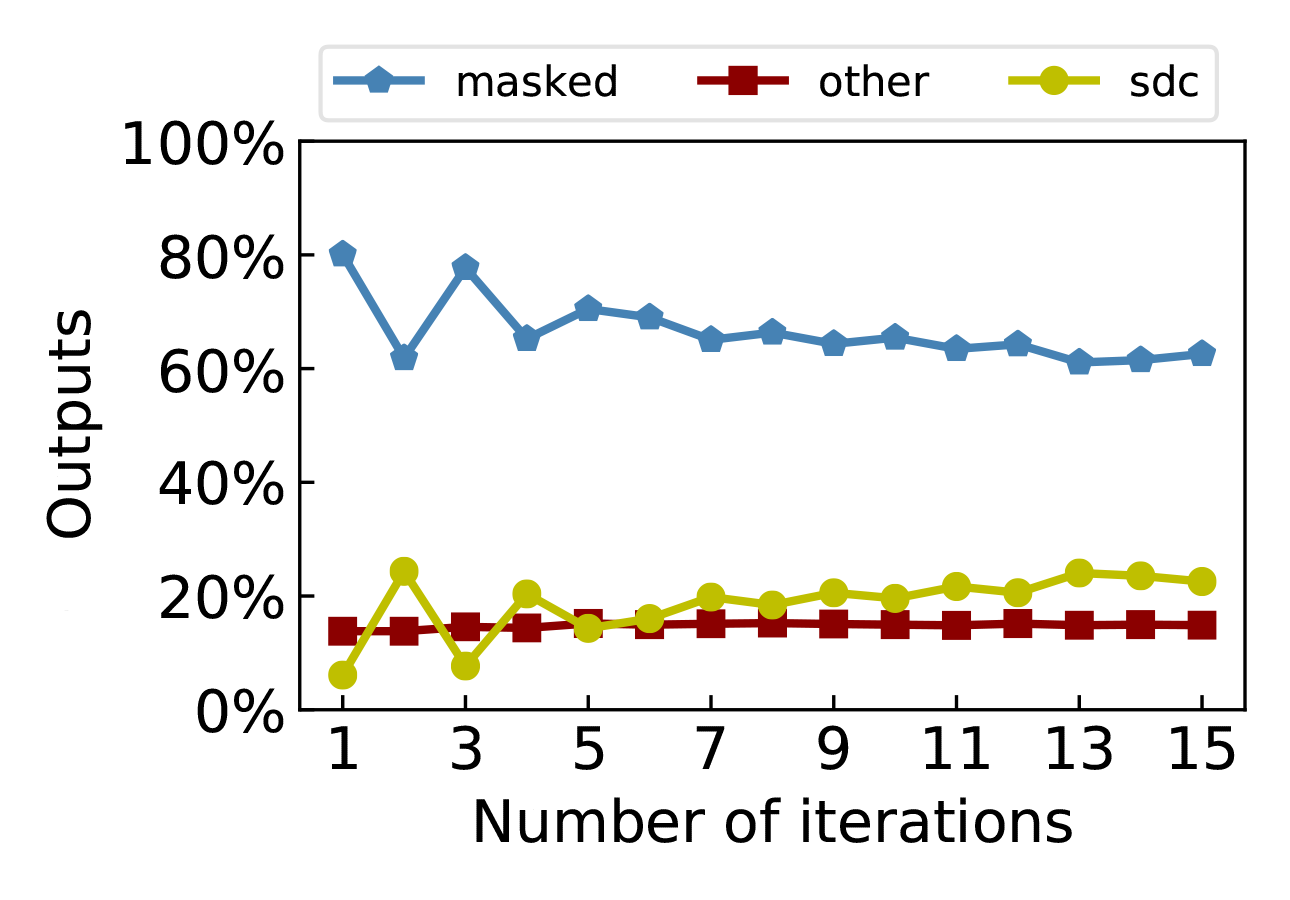 masked other sdc
100%
80%
60%
40%
20%
0%
Outputs
1 3 5 7 9 11 13 15
Number of iterations